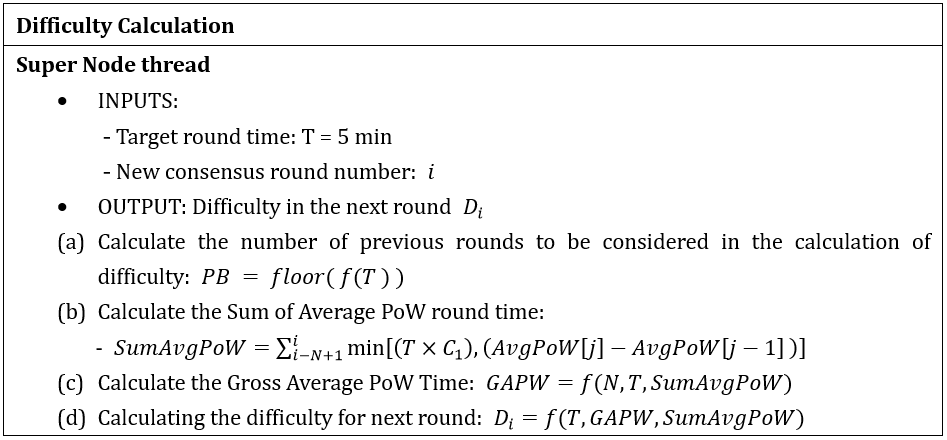 Difficulty Calculation
Super Node thread
• INPUTS:
- Target round time: T = 5 min
- New consensus round number: i
• OUTPUT: Difficulty in the next round D_i
(a) Calculate the number of previous rounds to be considered in the calculation of
difficulty: PB = floor( f(T ) )
(b) Calculate the Sum of Average PoW round time:
- SumAvgPoW = ∑_{i−N+1}^{i} min[(T × C_1), (AvgPoW[j] − AvgPoW[j − 1] )]
(c) Calculate the Gross Average PoW Time: GAPW = f(N, T, SumAvgPoW)
(d) Calculating the difficulty for next round: D_i = f(T, GAPW, SumAvgPoW)